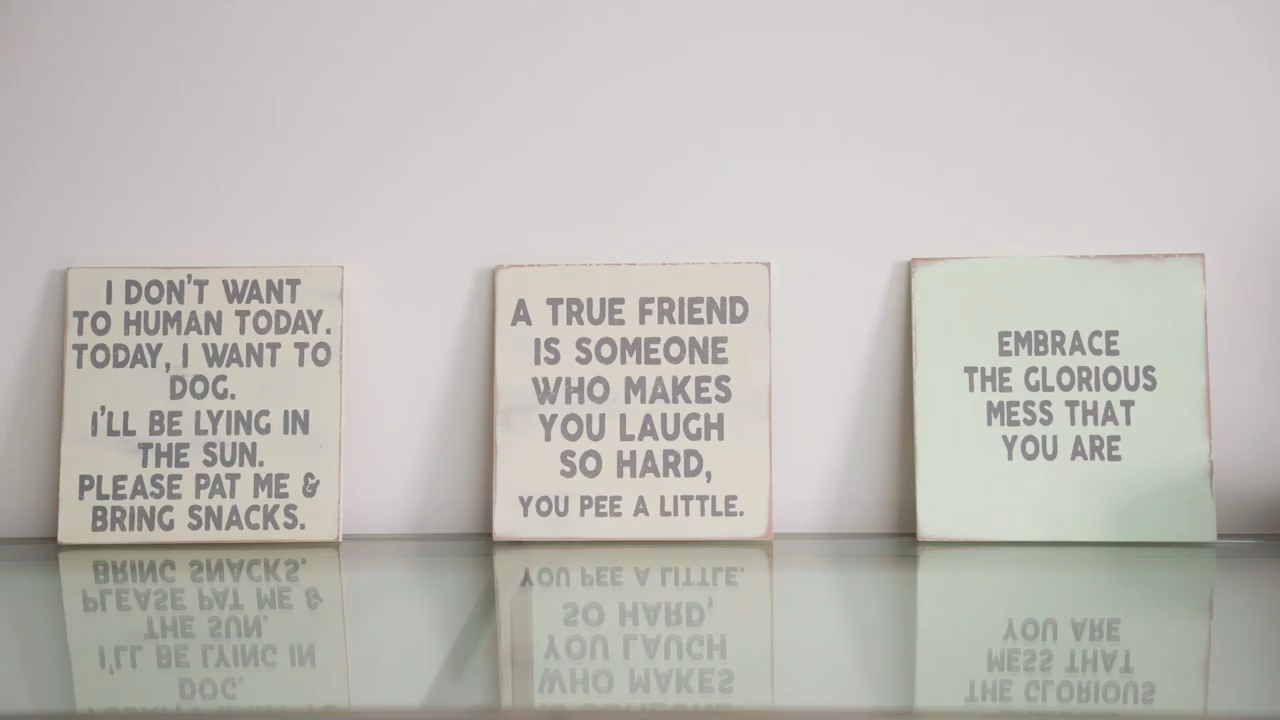 I DON'T WANT
TO HUMAN TODAY.
TODAY, I WANT TO
DOG.
I'LL BE LYING IN
THE SUN.
PLEASE PAT ME &
BRING SNACKS.
A TRUE FRIEND
IS SOMEONE
WHO MAKES
YOU LAUGH
SO HARD,
YOU PEE A LITTLE.
EMBRACE
THE GLORIOUS
MESS THAT
YOU ARE